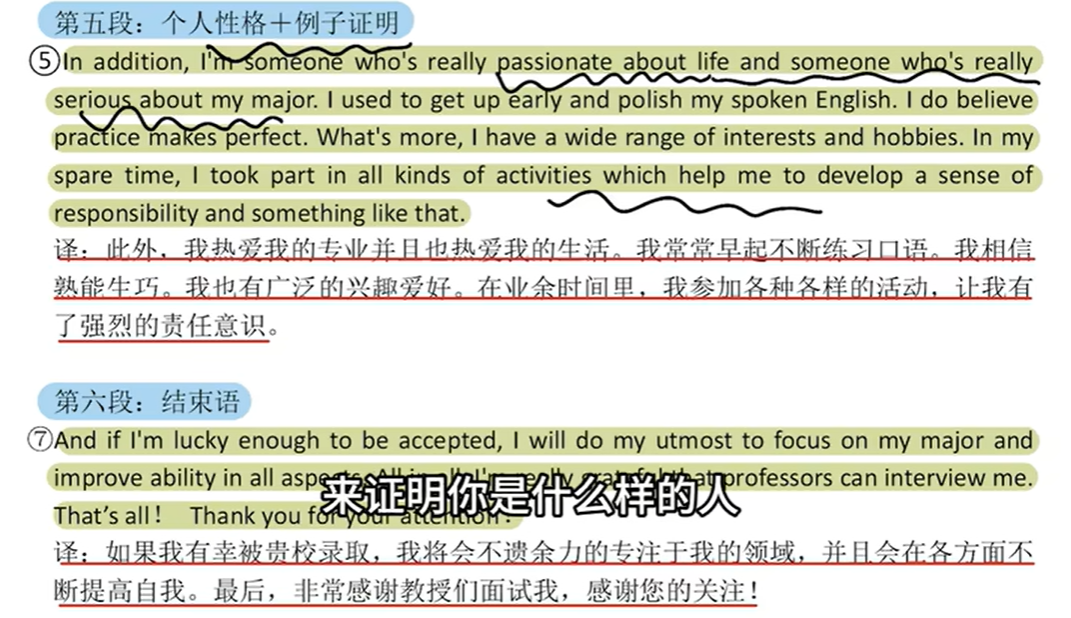 第五段：个人性格＋例子证明
⑤In addition, I'm someone who's really passionate about life and someone who's really
serious about my major. I used to get up early and polish my spoken English. I do believe
practice makes perfect. What's more, I have a wide range of interests and hobbies. In my
spare time, I took part in all kinds of activities which help me to develop a sense of
responsibility and something like that.
译：此外，我热爱我的专业并且也热爱我的生活。我常常早起不断练习口语。我相信
熟能生巧。我也有广泛的兴趣爱好。在业余时间里，我参加各种各样的活动，让我有
了强烈的责任意识。
第六段：结束语
⑦And if I'm lucky enough to be accepted, I will do my utmost to focus on my major and
improve ability in all aspects. All in all I'm really grateful that professors can interview me.
来证明你是什么样的人
That's all！ Thank you for your attention！
译：如果我有幸被贵校录取，我将会不遗余力的专注于我的领域，并且会在各方面不
断提高自我。最后，非常感谢教授们面试我，感谢您的关注！